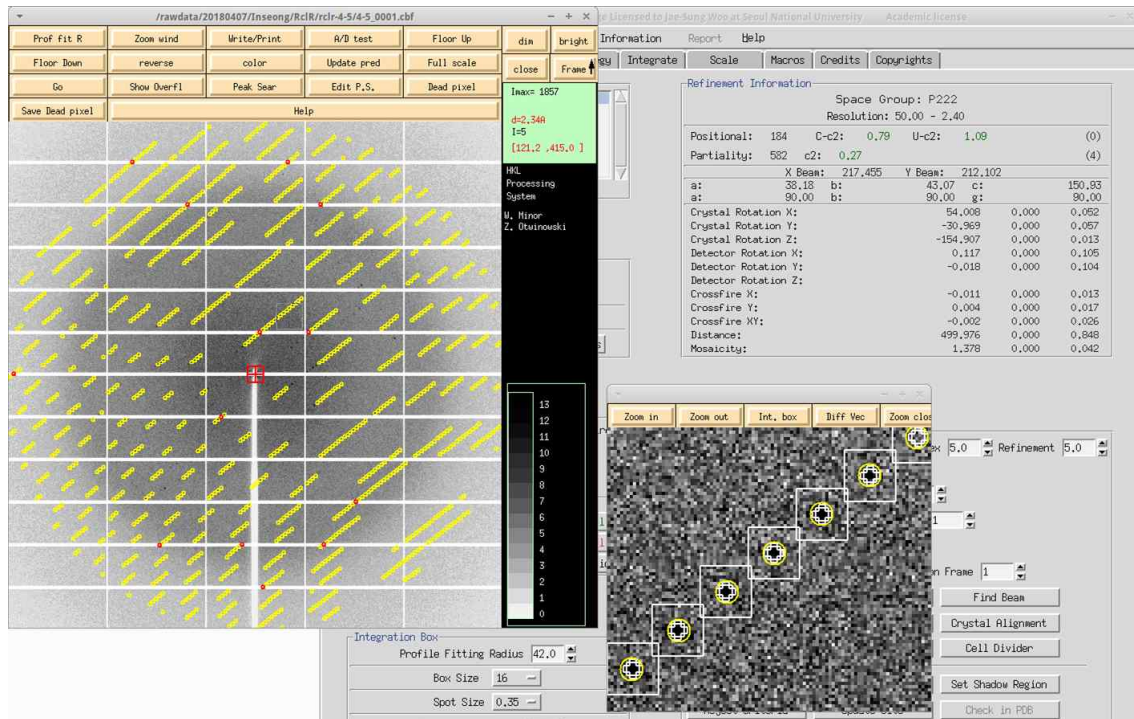 /rawdata/20180407/Inseong/RclR/rclr-4-5/4-5_0001.cbf
e Licensed to Jae-Sung Woo at Seoul National University Academic license
Prof fit R Zoom wind Write/Print A/D test Floor Up dim bright
Floor Down reverse color Update pred Full scale close Frame
Go Show Overfl Peak Sear Edit P.S. Dead pixel
Save Dead pixel Help
Imax= 1857
d=2.34A
I=5
[121.2 ,415.0 ]
HKL
Processing
System
W. Minor
Z. Otwinowski
13
12
11
10
9
8
7
6
5
4
3
2
1
0
Information Report Help
gy Integrate Scale Macros Credits Copyrights
Refinement Information
Space Group: P222
Resolution: 50.00 - 2.40
Positional: 184 C-c2: 0.79 U-c2: 1.09 (0)
Partiality: 582 c2: 0.27 (4)
X Beam: 217.455 Y Beam: 212.102
a: 38.18 b: 43.07 c: 150.93
a: 90.00 b: 90.00 g: 90.00
Crystal Rotation X: 54.008 0.000 0.052
Crystal Rotation Y: -30.969 0.000 0.057
Crystal Rotation Z: -154.907 0.000 0.013
Detector Rotation X: 0.117 0.000 0.105
Detector Rotation Y: -0.018 0.000 0.104
Detector Rotation Z:
Crossfire X: -0.011 0.000 0.013
Crossfire Y: 0.004 0.000 0.017
Crossfire XY: -0.002 0.000 0.026
Distance: 499.976 0.000 0.848
Mosaicity: 1.378 0.000 0.042
Zoom in Zoom out Int. box Diff Vec Zoom clos
ex 5.0 Refinement 5.0
1
on Frame 1
Find Beam
Crystal Alignment
Cell Divider
Set Shadow Region
Check in PDB
Integration Box
Profile Fitting Radius 42.0
Box Size 16
Spot Size 0.35